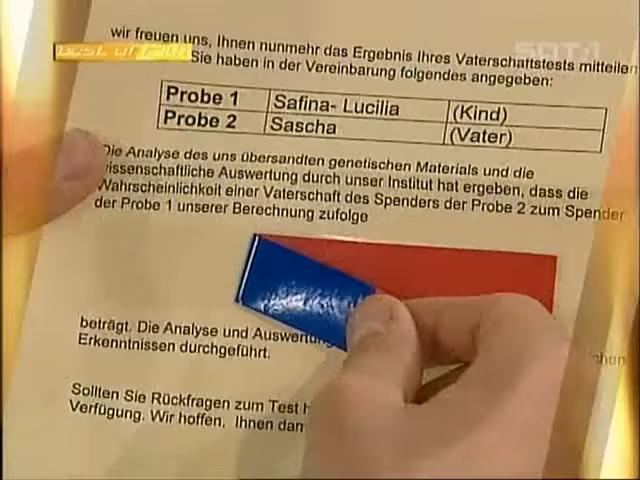 wir freuen uns, Ihnen nunmehr das Ergebnis Ihres Vaterschaftstests mitteilen
Sie haben in der Vereinbarung folgendes angegeben:
SAT.1
Probe 1 Safina- Lucilia (Kind)
Probe 2 Sascha (Vater)
Die Analyse des uns übersandten genetischen Materials und die
issenschaftliche Auswertung durch unser Institut hat ergeben, dass die
Wahrscheinlichkeit einer Vaterschaft des Spenders der Probe 2 zum Spender
der Probe 1 unserer Berechnung zufolge
beträgt. Die Analyse und Auswertung
Erkenntnissen durchgeführt.
Sollten Sie Rückfragen zum Test h
Verfügung. Wir hoffen, Ihnen dam